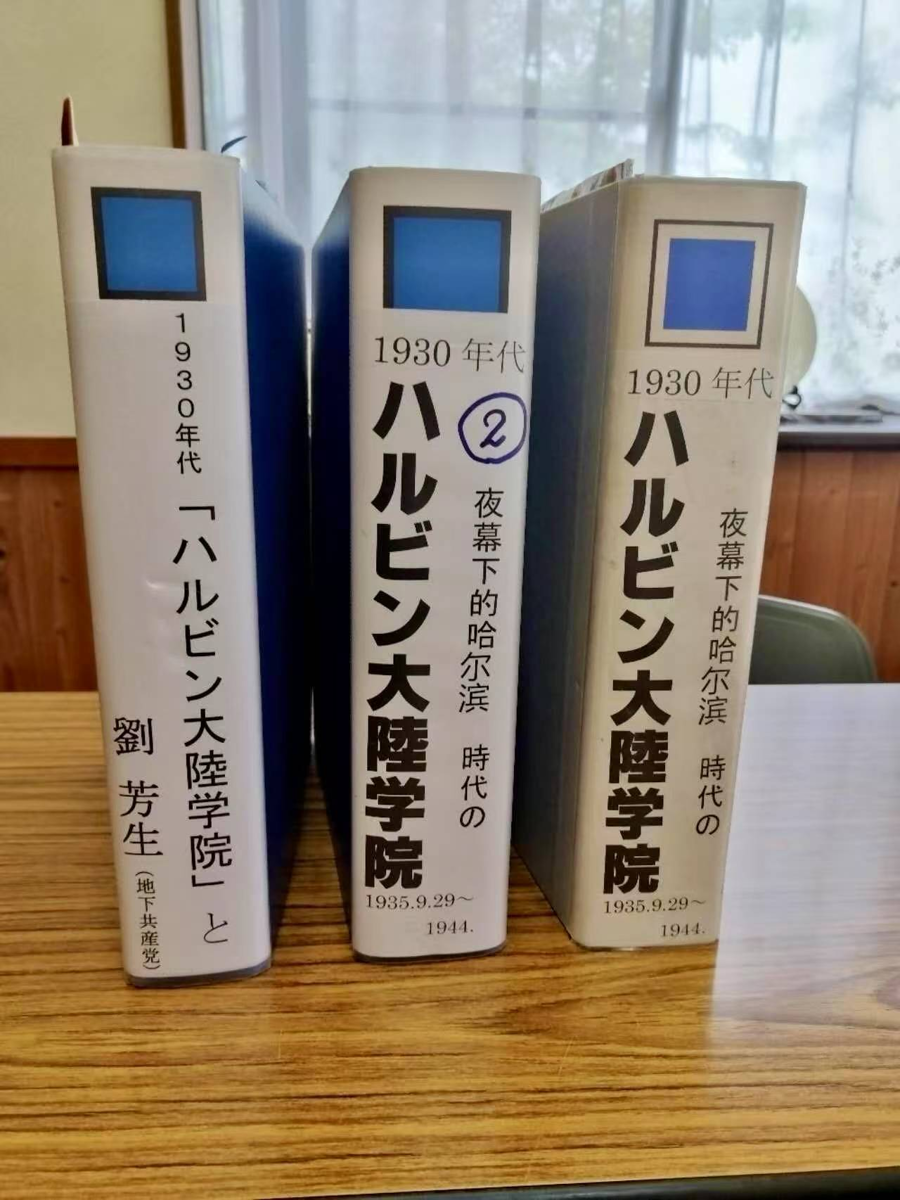 1930年代 「ハルビン大陸学院」と
劉 芳生 (地下共産党)
1930 年代
②
夜幕下的哈尔滨 時代の
ハルビン大陸学院
1935.9.29～
1944.
1930 年代
夜幕下的哈尔滨 時代の
ハルビン大陸学院
1935.9.29～
1944.